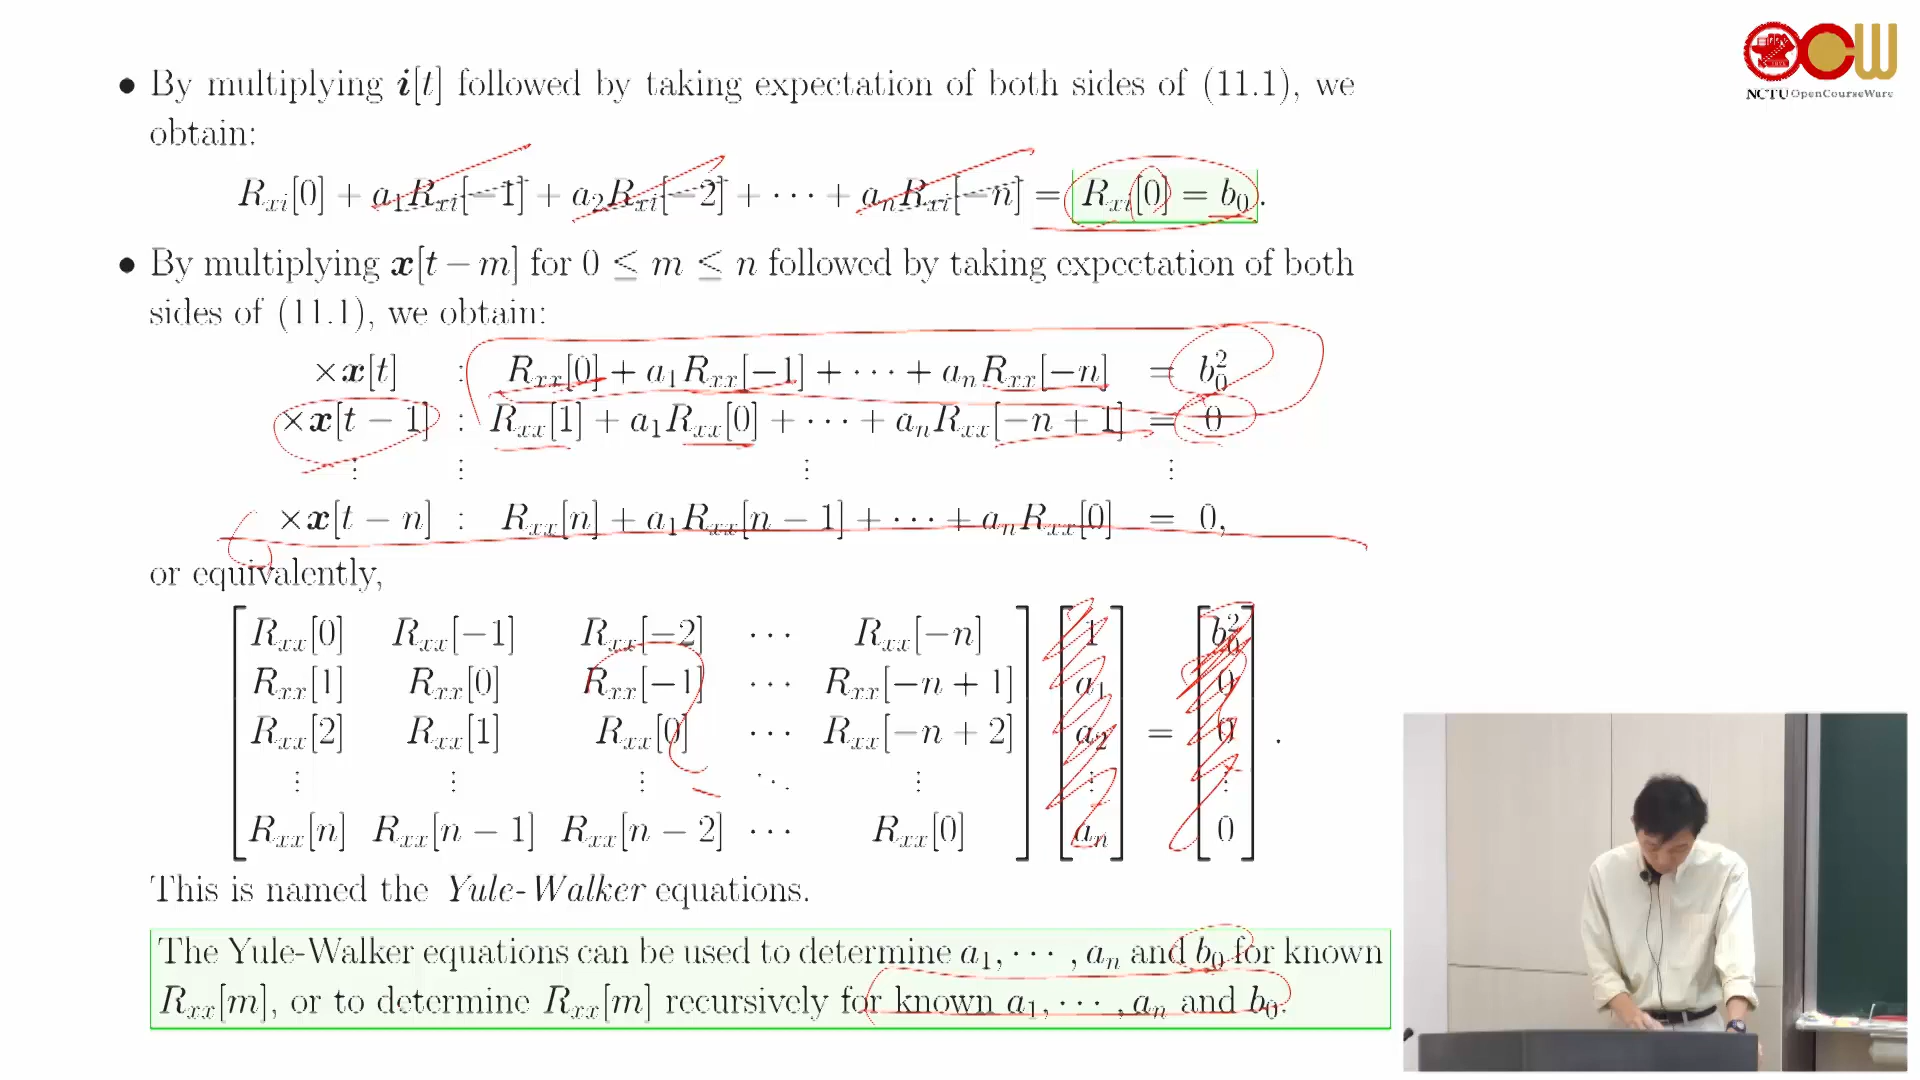 • By multiplying i[t] followed by taking expectation of both sides of (11.1), we
obtain:
R_{xi}[0] + a_1R_{xi}[−1] + a_2R_{xi}[−2] + ⋯ + a_nR_{xi}[−n] = R_{xi}[0] = b_0.
• By multiplying x[t − m] for 0 ≤ m ≤ n followed by taking expectation of both
sides of (11.1), we obtain:
×x[t] : R_{xx}[0] + a_1R_{xx}[−1] + ⋯ + a_nR_{xx}[−n] = b_0^2
×x[t − 1] : R_{xx}[1] + a_1R_{xx}[0] + ⋯ + a_nR_{xx}[−n + 1] = 0
⋮ ⋮ ⋮ ⋮
×x[t − n] : R_{xx}[n] + a_1R_{xx}[n − 1] + ⋯ + a_nR_{xx}[0] = 0,
or equivalently,
R_{xx}[0] R_{xx}[−1] R_{xx}[−2] ⋯ R_{xx}[−n] 1 b_0^2
R_{xx}[1] R_{xx}[0] R_{xx}[−1] ⋯ R_{xx}[−n + 1] a_1 0
R_{xx}[2] R_{xx}[1] R_{xx}[0] ⋯ R_{xx}[−n + 2] a_2 = 0 .
⋮ ⋮ ⋮ ⋱ ⋮ ⋮ ⋮
R_{xx}[n] R_{xx}[n − 1] R_{xx}[n − 2] ⋯ R_{xx}[0] a_n 0
This is named the Yule-Walker equations.
The Yule-Walker equations can be used to determine a_1, ⋯ , a_n and b_0 for known
R_{xx}[m], or to determine R_{xx}[m] recursively for known a_1, ⋯ , a_n and b_0.
OCW
NCTU OpenCourseWare